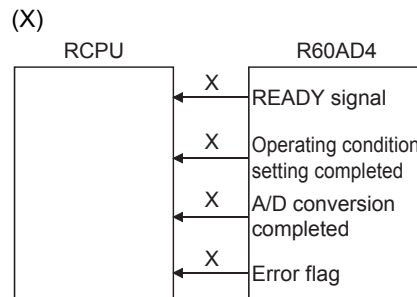 (X)
RCPU
R60AD4
X
READY signal
X
Operating condition
setting completed
X
A/D conversion
completed
X
Error flag